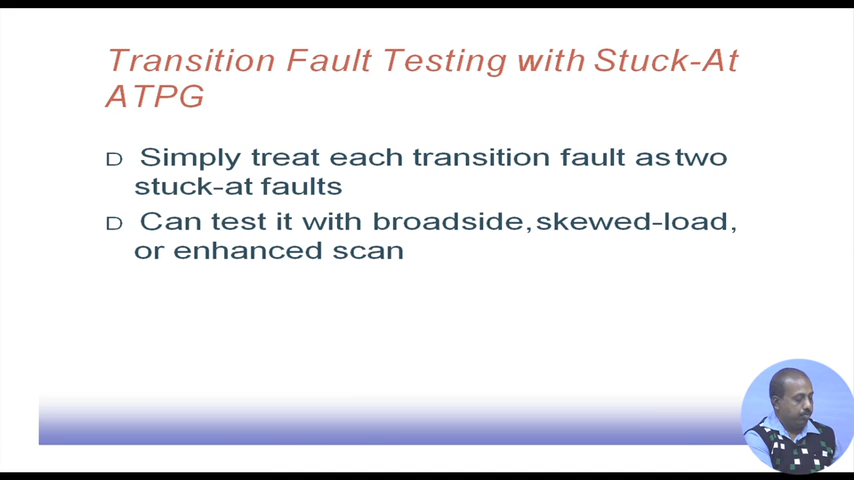 Transition Fault Testing with Stuck-At
ATPG
D Simply treat each transition fault as two
stuck-at faults
D Can test it with broadside, skewed-load,
or enhanced scan